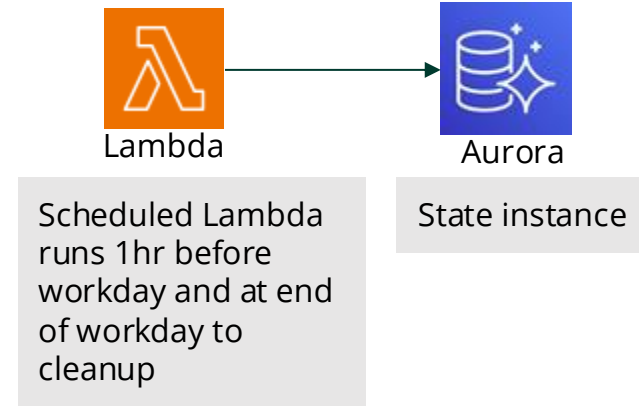 Lambda
Aurora
Scheduled Lambda
runs 1hr before
workday and at end
of workday to
cleanup
State instance